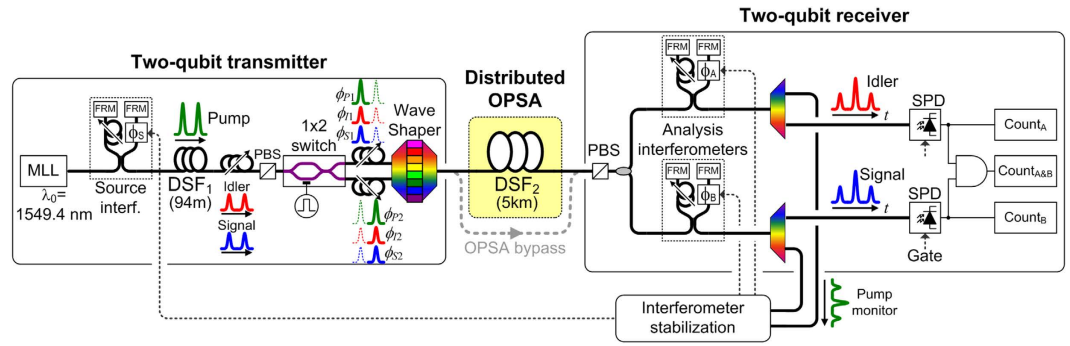 Two-qubit transmitter
FRM FRM
ϕS
Pump
MLL
λ0=
1549.4 nm
Source
interf.
DSF1
(94m)
Idler
Signal
PBS
1x2
switch
ϕP1
ϕI1
ϕS1
Wave
Shaper
ϕP2
ϕI2
ϕS2
Distributed
OPSA
DSF2
(5km)
OPSA bypass
Two-qubit receiver
PBS
FRM FRM
ϕA
Analysis
interferometers
FRM FRM
ϕB
Idler
t
SPD
Signal
t
SPD
Gate
CountA
CountA&B
CountB
Interferometer
stabilization
Pump
monitor